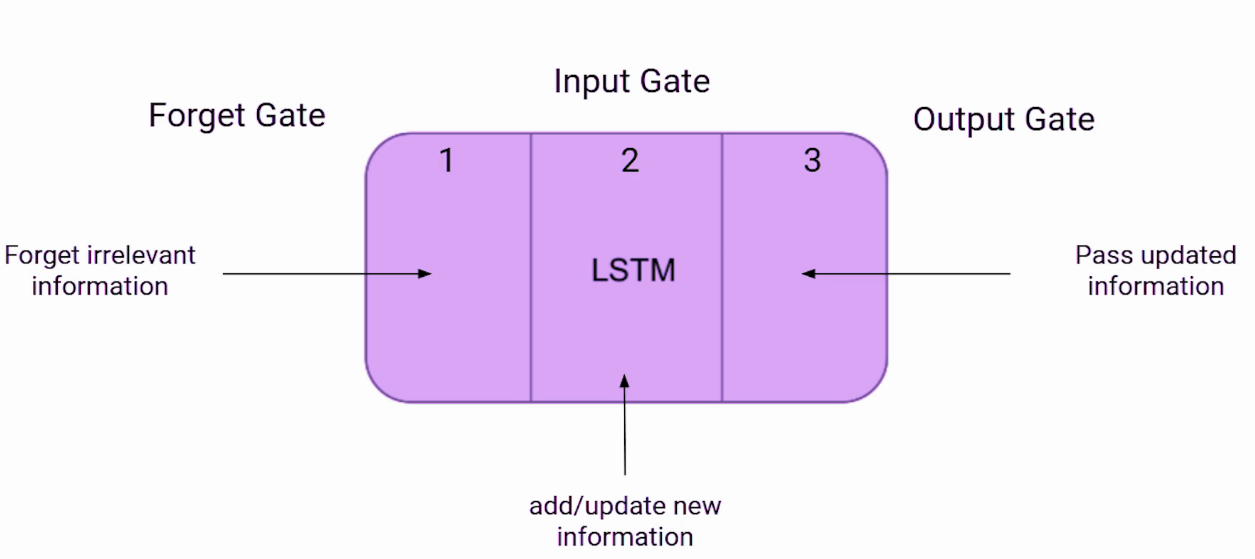 Input Gate
Forget Gate
Output Gate
1
2
3
Forget irrelevant
information
LSTM
Pass updated
information
add/update new
information